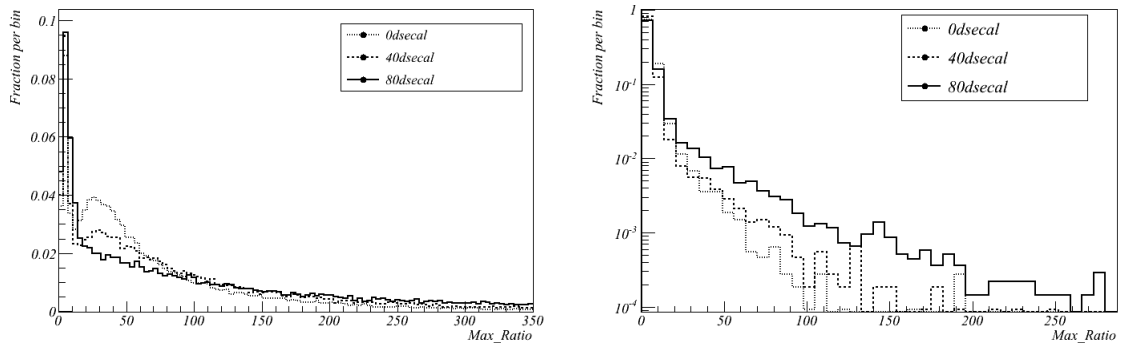 Fraction per bin
0.1
0.08
0.06
0.04
0.02
0
0 50 100 150 200 250 300 350
Max_Ratio
0dsecal
40dsecal
80dsecal
Fraction per bin
1
10-1
10-2
10-3
10-4
0 50 100 150 200 250
Max_Ratio
0dsecal
40dsecal
80dsecal